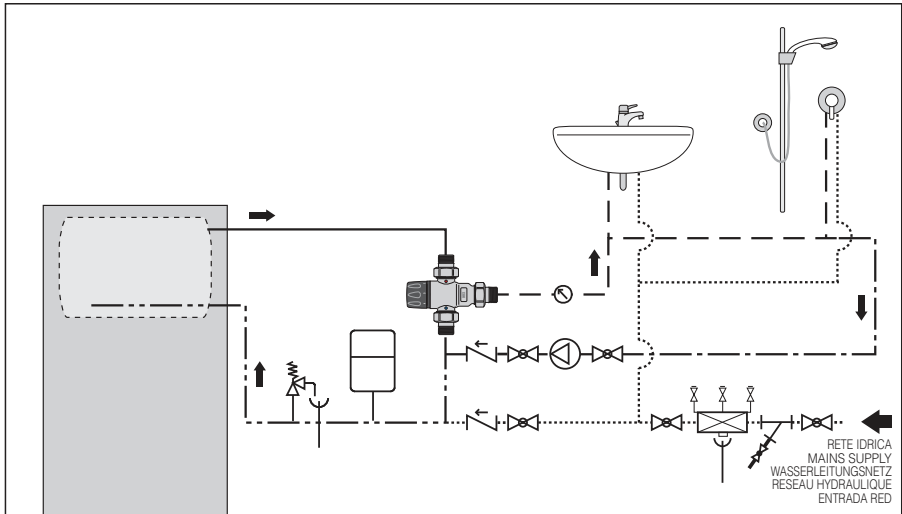 RETE IDRICA
MAINS SUPPLY
WASSERLEITUNGSNETZ
RESEAU HYDRAULIQUE
ENTRADA RED